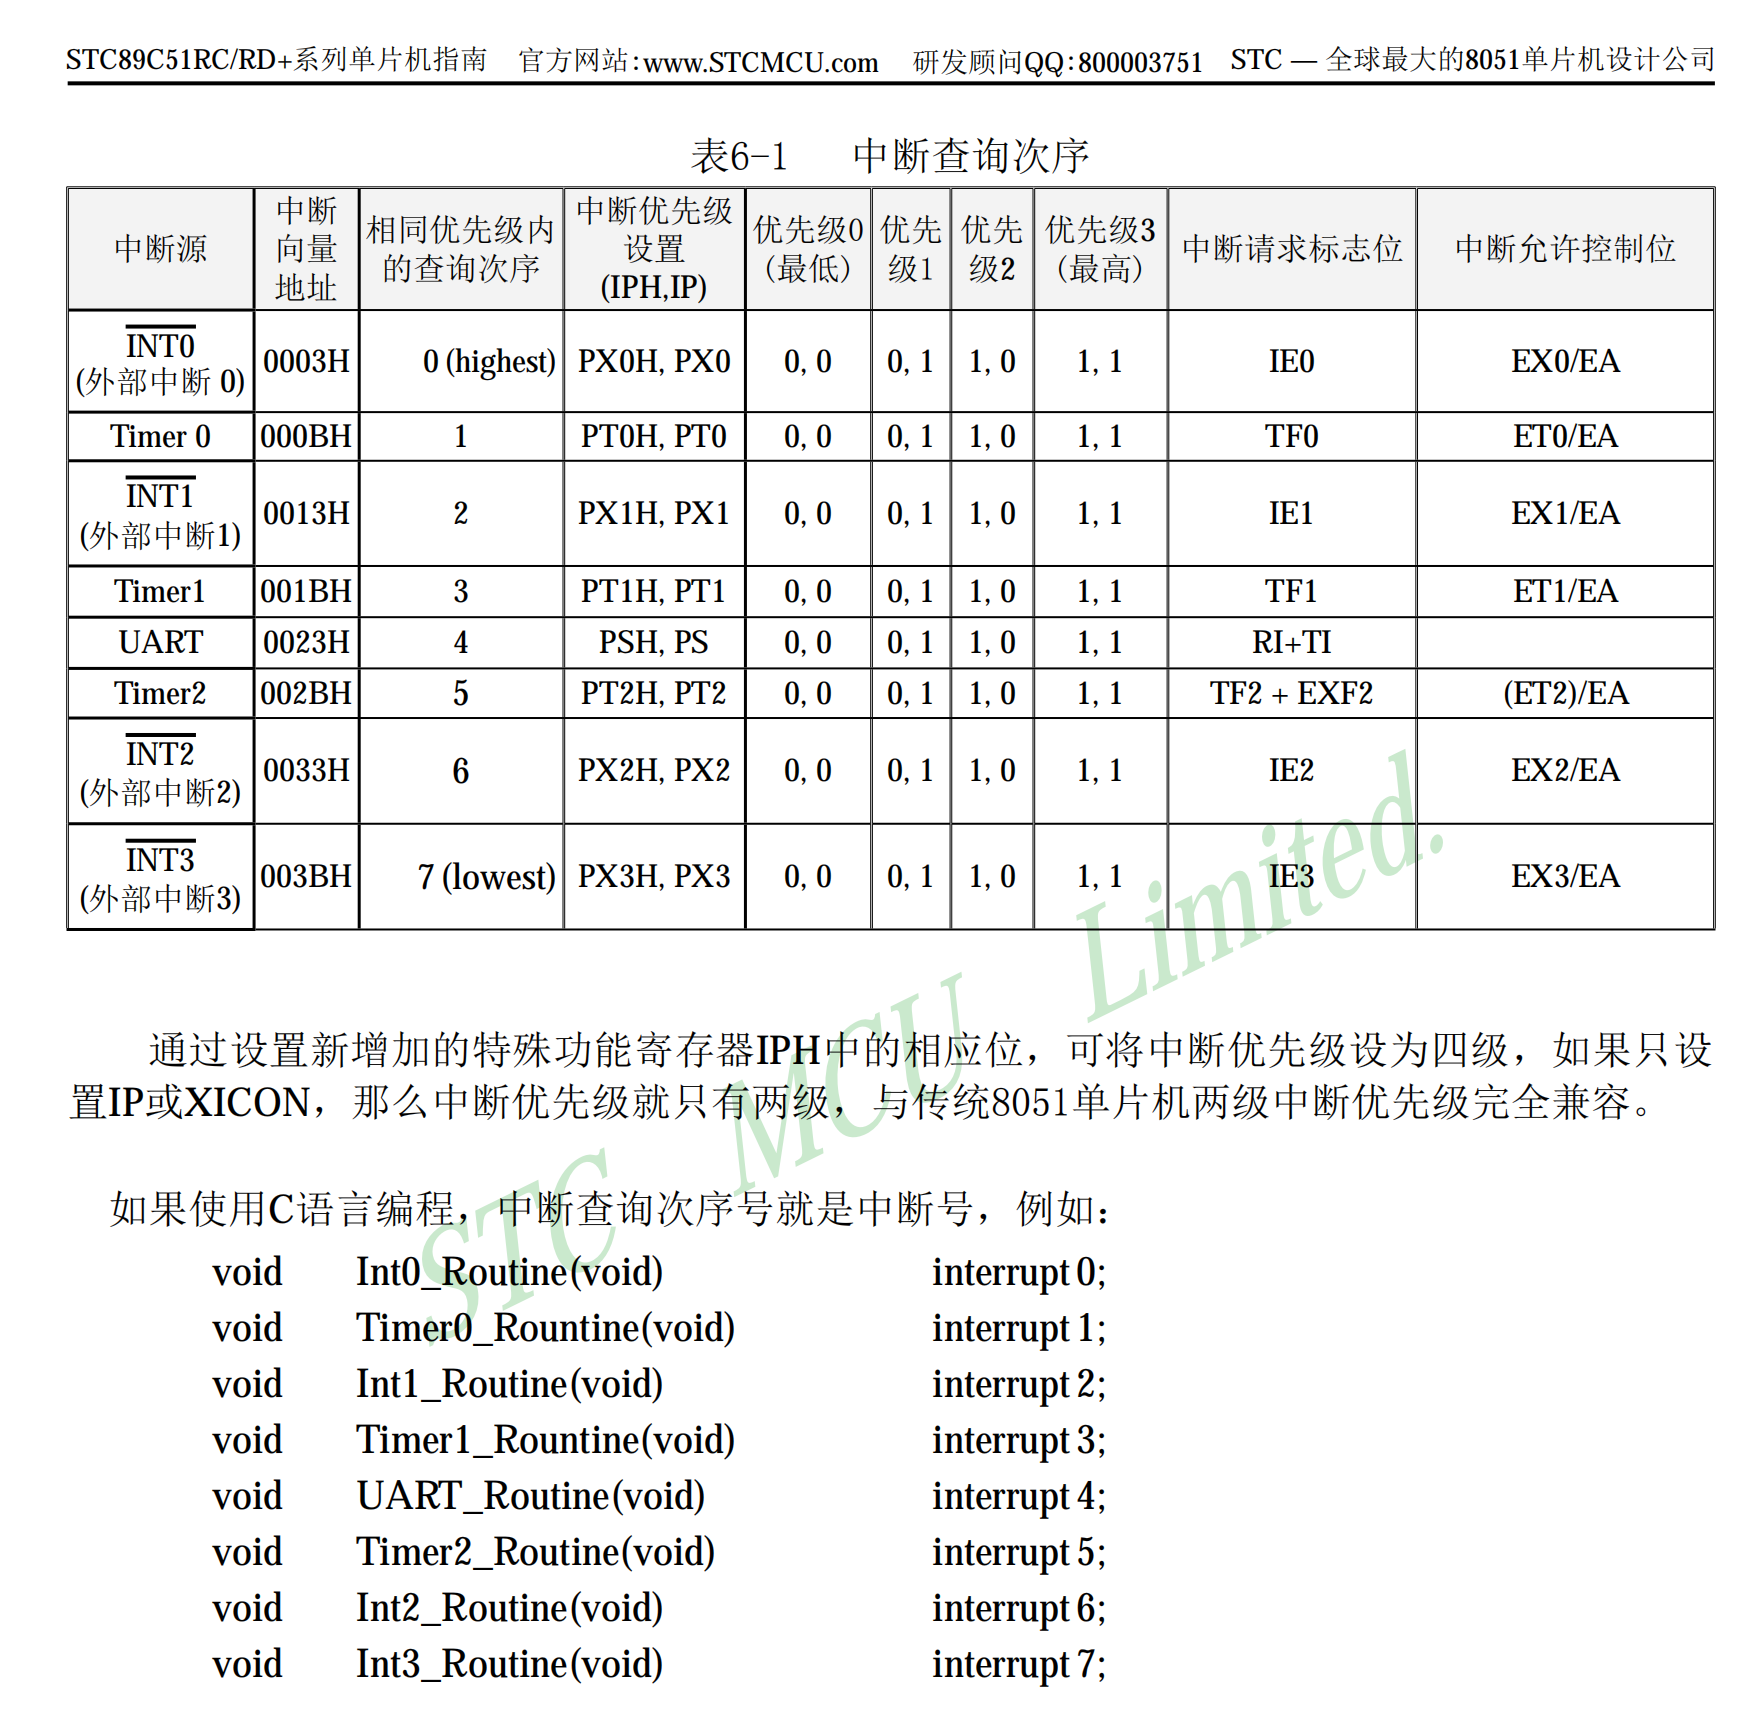 STC89C51RC/RD+系列单片机指南 官方网站:www.STCMCU.com 研发顾问QQ:800003751 STC — 全球最大的8051单片机设计公司
表6-1 中断查询次序
中断源 中断向量地址 相同优先级内的查询次序 中断优先级设置(IPH,IP) 优先级0(最低) 优先级1 优先级2 优先级3(最高) 中断请求标志位 中断允许控制位
INT0(外部中断 0) 0003H 0 (highest) PX0H, PX0 0, 0 0, 1 1, 0 1, 1 IE0 EX0/EA
Timer 0 000BH 1 PT0H, PT0 0, 0 0, 1 1, 0 1, 1 TF0 ET0/EA
INT1(外部中断1) 0013H 2 PX1H, PX1 0, 0 0, 1 1, 0 1, 1 IE1 EX1/EA
Timer1 001BH 3 PT1H, PT1 0, 0 0, 1 1, 0 1, 1 TF1 ET1/EA
UART 0023H 4 PSH, PS 0, 0 0, 1 1, 0 1, 1 RI+TI
Timer2 002BH 5 PT2H, PT2 0, 0 0, 1 1, 0 1, 1 TF2 + EXF2 (ET2)/EA
INT2(外部中断2) 0033H 6 PX2H, PX2 0, 0 0, 1 1, 0 1, 1 IE2 EX2/EA
INT3(外部中断3) 003BH 7 (lowest) PX3H, PX3 0, 0 0, 1 1, 0 1, 1 IE3 EX3/EA
通过设置新增加的特殊功能寄存器IPH中的相应位，可将中断优先级设为四级，如果只设
置IP或XICON，那么中断优先级就只有两级，与传统8051单片机两级中断优先级完全兼容。
如果使用C语言编程，中断查询次序号就是中断号，例如：
void Int0_Routine(void) interrupt 0;
void Timer0_Rountine(void) interrupt 1;
void Int1_Routine(void) interrupt 2;
void Timer1_Rountine(void) interrupt 3;
void UART_Routine(void) interrupt 4;
void Timer2_Routine(void) interrupt 5;
void Int2_Routine(void) interrupt 6;
void Int3_Routine(void) interrupt 7;
STC MCU Limited.